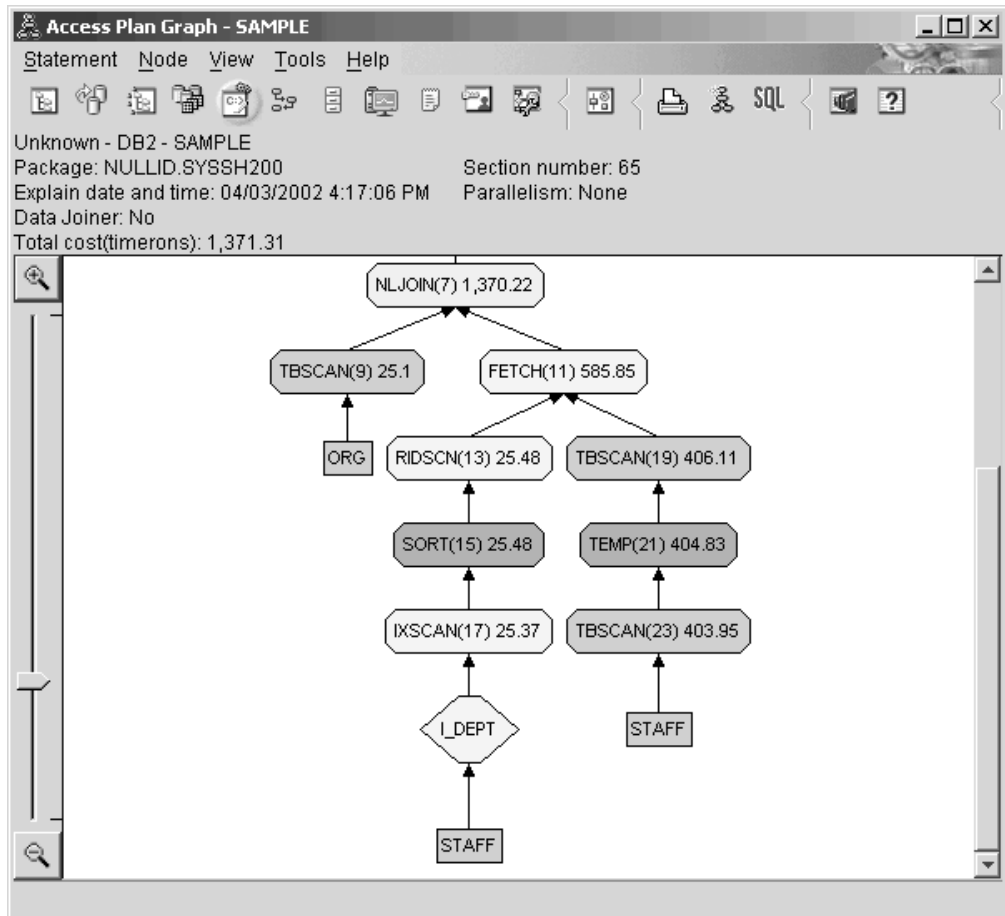 Access Plan Graph - SAMPLE
Statement Node View Tools Help
SQL ?
Unknown - DB2 - SAMPLE
Package: NULLID.SYSSH200 Section number: 65
Explain date and time: 04/03/2002 4:17:06 PM Parallelism: None
Data Joiner: No
Total cost(timerons): 1,371.31
NLJOIN(7) 1,370.22
TBSCAN(9) 25.1 FETCH(11) 585.85
ORG RIDSCN(13) 25.48 TBSCAN(19) 406.11
SORT(15) 25.48 TEMP(21) 404.83
IXSCAN(17) 25.37 TBSCAN(23) 403.95
I_DEPT STAFF
STAFF